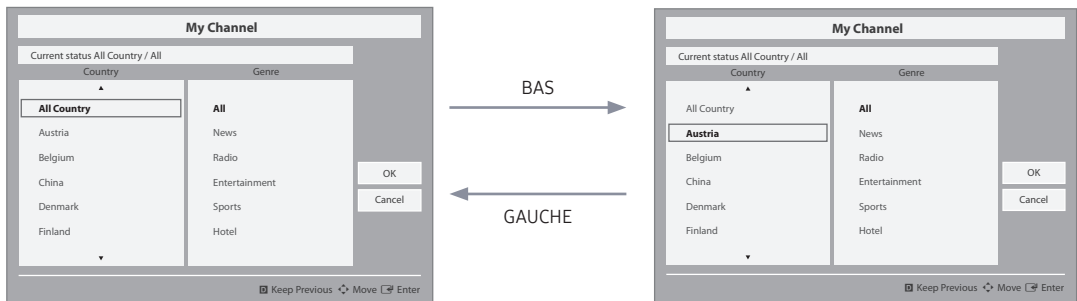 My Channel
Current status All Country / All
Country Genre
All Country All
Austria News
Belgium Radio
China Entertainment
Denmark Sports
Finland Hotel
OK
Cancel
D Keep Previous Move Enter
BAS
GAUCHE
My Channel
Current status All Country / All
Country Genre
All Country All
Austria News
Belgium Radio
China Entertainment
Denmark Sports
Finland Hotel
OK
Cancel
D Keep Previous Move Enter